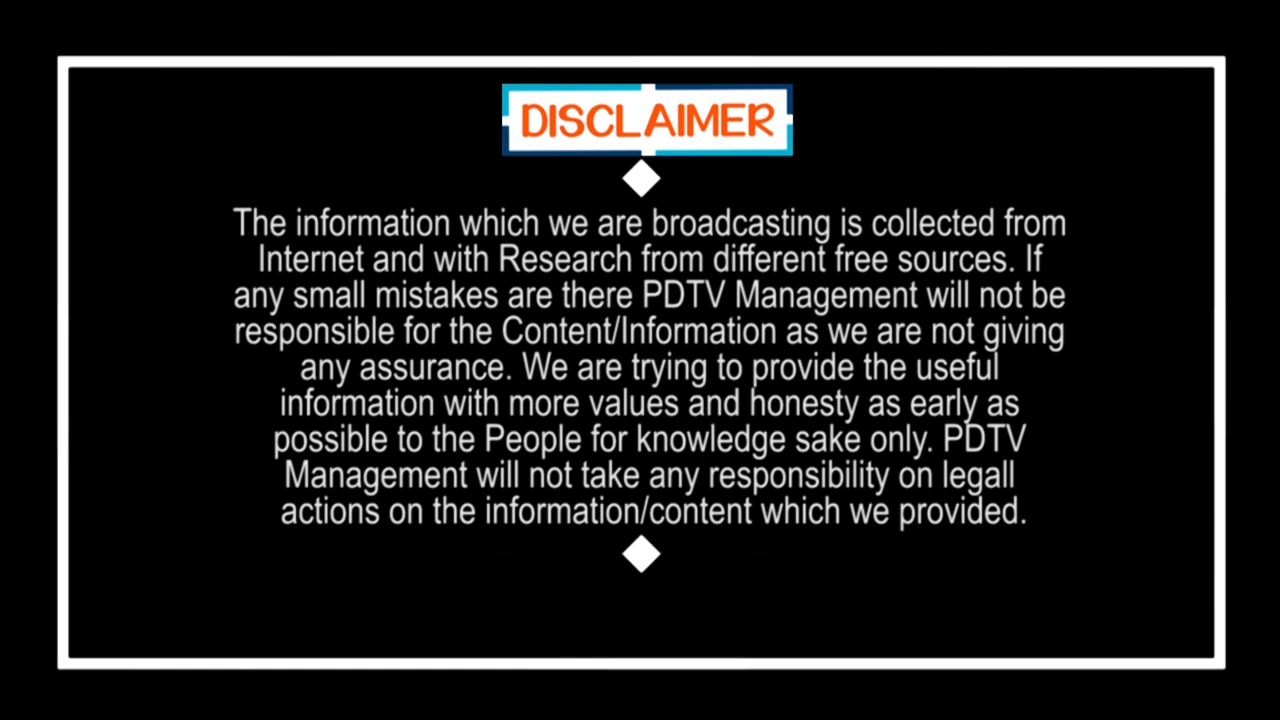 DISCLAIMER
The information which we are broadcasting is collected from
Internet and with Research from different free sources. If
any small mistakes are there PDTV Management will not be
responsible for the Content/Information as we are not giving
any assurance. We are trying to provide the useful
information with more values and honesty as early as
possible to the People for knowledge sake only. PDTV
Management will not take any responsibility on legall
actions on the information/content which we provided.